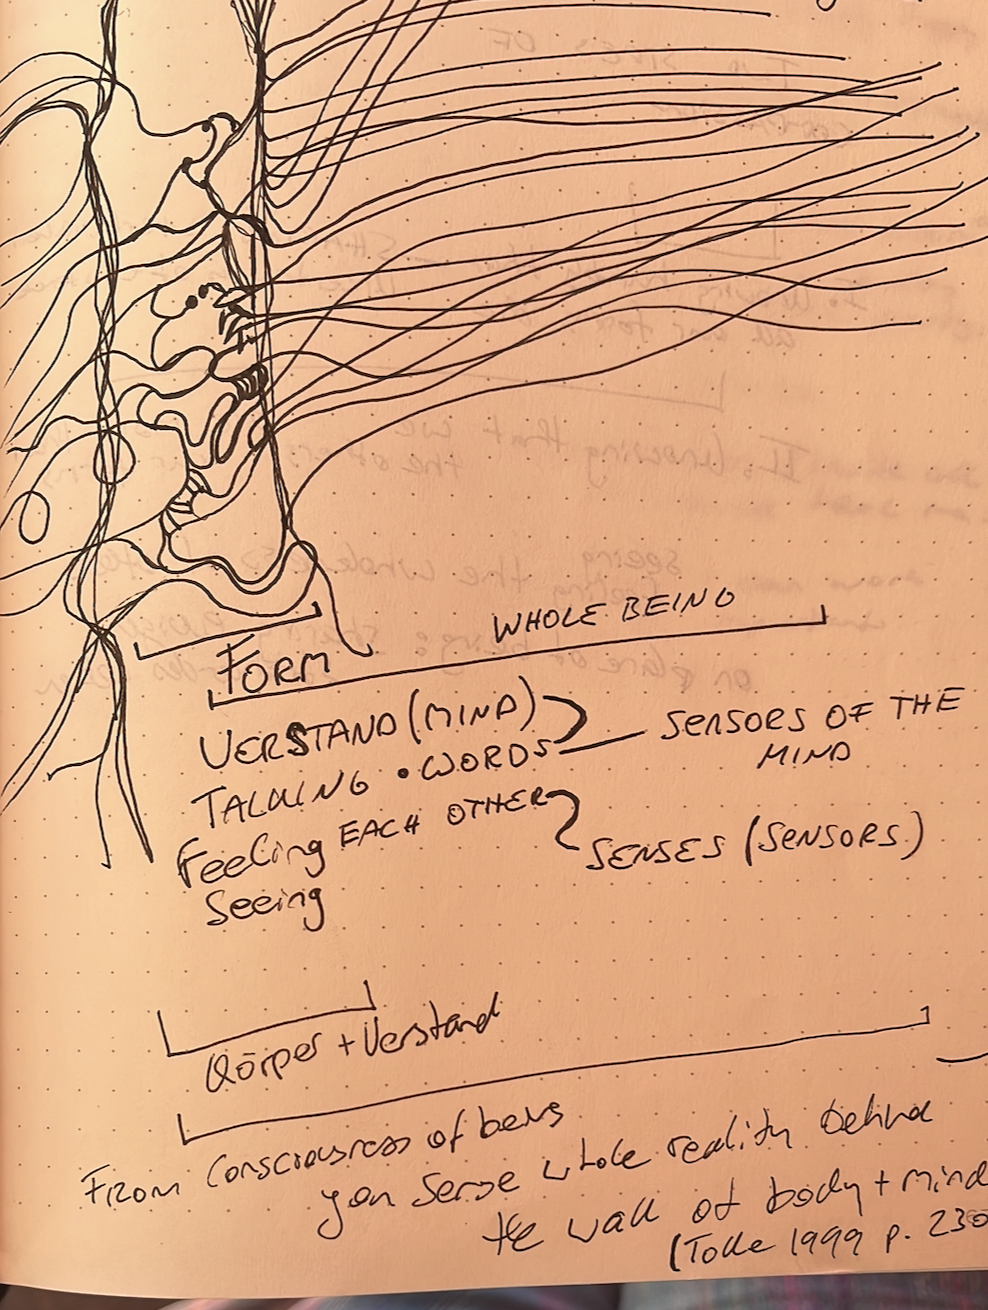 WHOLE BEING
FORM
VERSTAND (MIND)
TALKING • WORDS
SENSORS OF THE
MIND
Feeling EACH OTHER
SENSES (SENSORS)
Seeing
Körper + Verstand
FROM Consciousness of being
you sense whole reality behind
the wall of body + mind
(Tolle 1999 p. 230